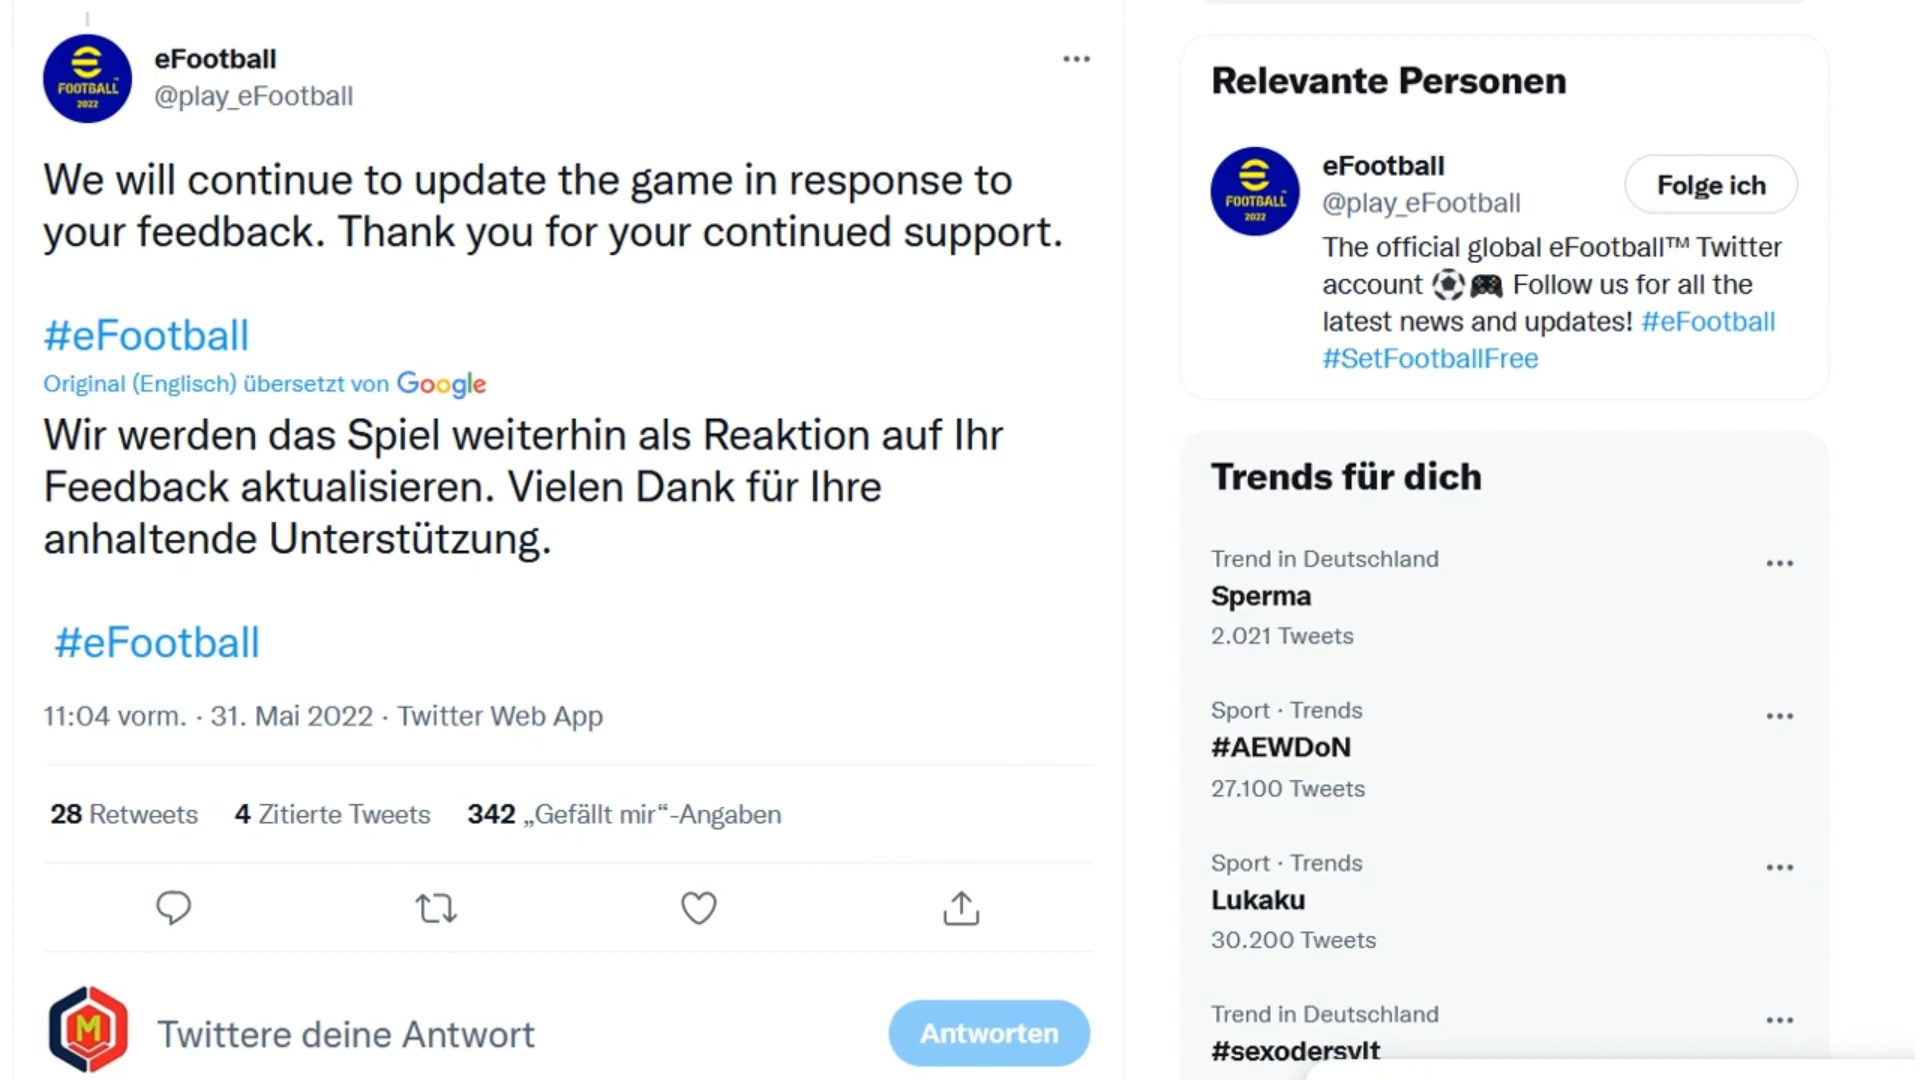 eFootball
@play_eFootball
FOOTBALL™
2022
We will continue to update the game in response to
your feedback. Thank you for your continued support.
#eFootball
Original (Englisch) übersetzt von Google
Wir werden das Spiel weiterhin als Reaktion auf Ihr
Feedback aktualisieren. Vielen Dank für Ihre
anhaltende Unterstützung.
#eFootball
11:04 vorm. · 31. Mai 2022 · Twitter Web App
28 Retweets 4 Zitierte Tweets 342 „Gefällt mir“-Angaben
M
Twittere deine Antwort
Antworten
Relevante Personen
FOOTBALL™
2022
eFootball
@play_eFootball
Folge ich
The official global eFootball™ Twitter
account ⚽🎮 Follow us for all the
latest news and updates! #eFootball
#SetFootballFree
Trends für dich
Trend in Deutschland
Sperma
2.021 Tweets
Sport · Trends
#AEWDoN
27.100 Tweets
Sport · Trends
Lukaku
30.200 Tweets
Trend in Deutschland
#sexodersylt